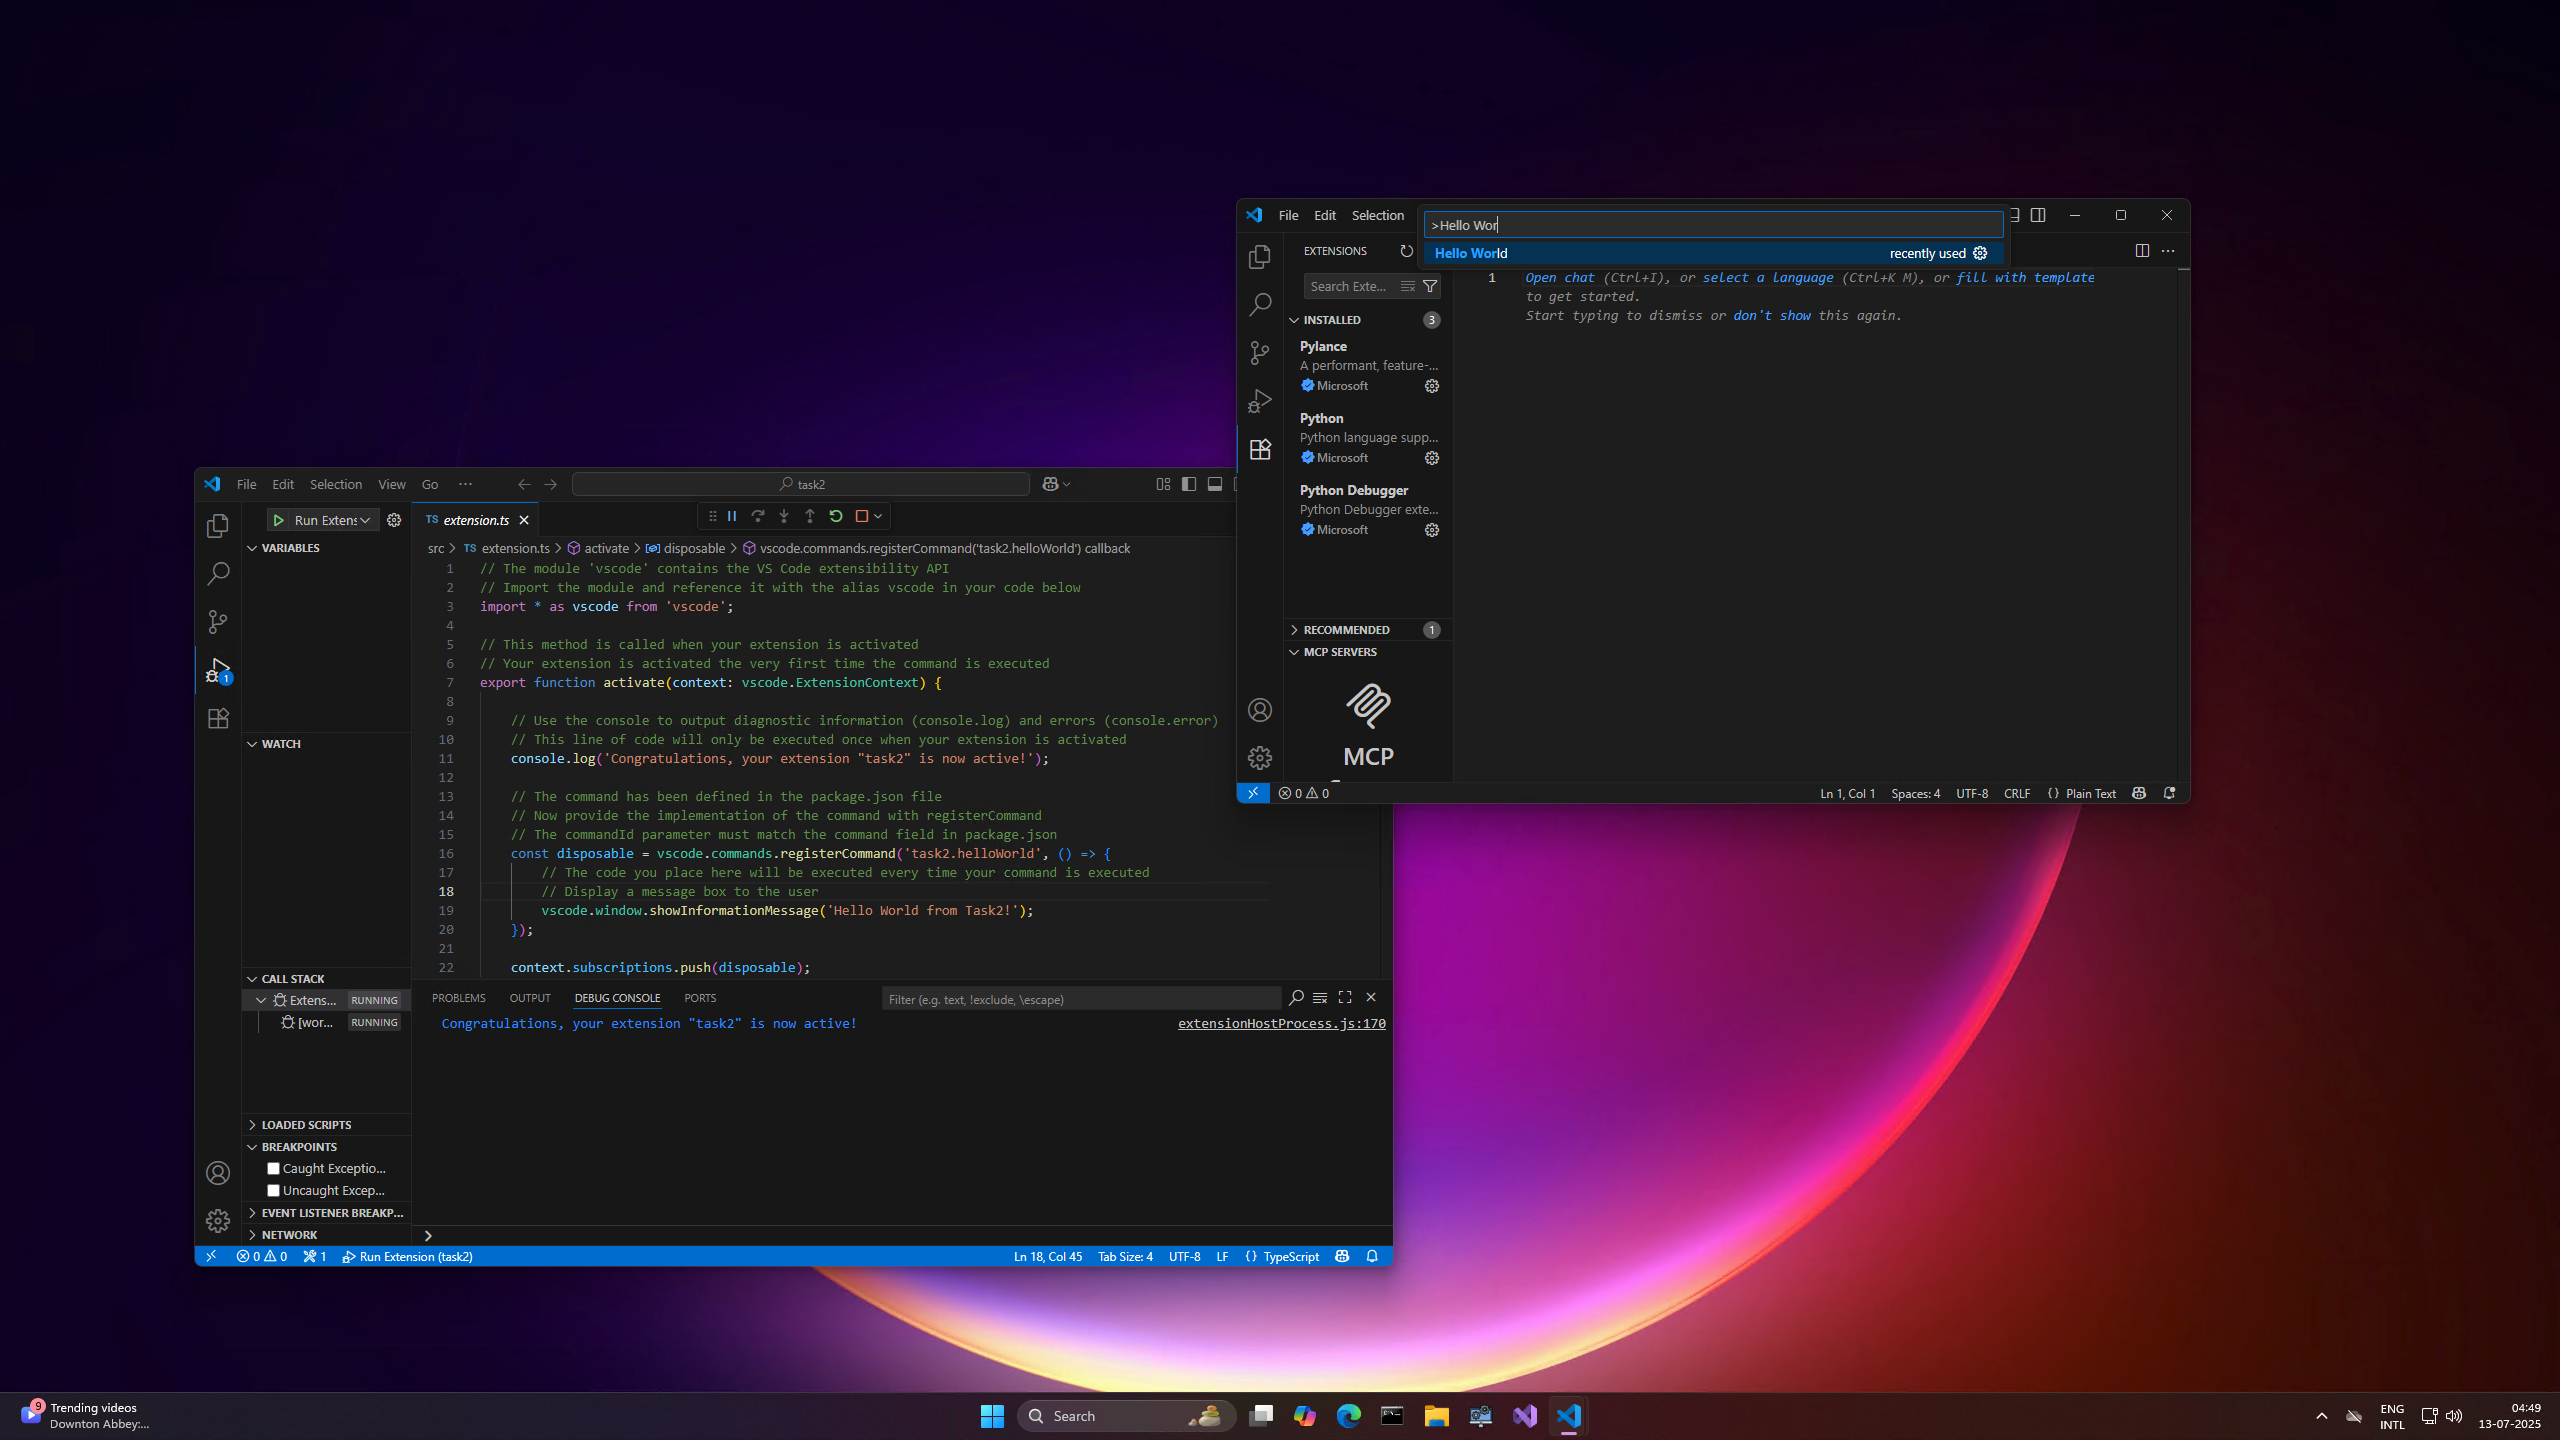 File Edit Selection
>Hello Wor
Hello World
recently used
EXTENSIONS
Search Exte...
INSTALLED
3
Pylance
A performant, feature-...
Microsoft
Python
Python language supp...
Microsoft
Python Debugger
Python Debugger exte...
Microsoft
RECOMMENDED
1
MCP SERVERS
MCP
1
Open chat (Ctrl+I), or select a language (Ctrl+K M), or fill with template
to get started.
Start typing to dismiss or don't show this again.
0 0
Ln 1, Col 1 Spaces: 4 UTF-8 CRLF {} Plain Text
File Edit Selection View Go ...
task2
Run Extens
TS extension.ts
VARIABLES
src > TS extension.ts > activate > disposable > vscode.commands.registerCommand('task2.helloWorld') callback
1 // The module 'vscode' contains the VS Code extensibility API
2 // Import the module and reference it with the alias vscode in your code below
3 import * as vscode from 'vscode';
4
5 // This method is called when your extension is activated
6 // Your extension is activated the very first time the command is executed
7 export function activate(context: vscode.ExtensionContext) {
8
9 // Use the console to output diagnostic information (console.log) and errors (console.error)
10 // This line of code will only be executed once when your extension is activated
11 console.log('Congratulations, your extension "task2" is now active!');
12
13 // The command has been defined in the package.json file
14 // Now provide the implementation of the command with registerCommand
15 // The commandId parameter must match the command field in package.json
16 const disposable = vscode.commands.registerCommand('task2.helloWorld', () => {
17 // The code you place here will be executed every time your command is executed
18 // Display a message box to the user
19 vscode.window.showInformationMessage('Hello World from Task2!');
20 });
21
22 context.subscriptions.push(disposable);
1
WATCH
CALL STACK
Extens... RUNNING
[wor... RUNNING
LOADED SCRIPTS
BREAKPOINTS
Caught Exceptio...
Uncaught Excep...
EVENT LISTENER BREAKP...
NETWORK
PROBLEMS OUTPUT DEBUG CONSOLE PORTS
Filter (e.g. text, !exclude, \escape)
Congratulations, your extension "task2" is now active!
extensionHostProcess.js:170
0 0 1 Run Extension (task2)
Ln 18, Col 45 Tab Size: 4 UTF-8 LF {} TypeScript
9
Trending videos
Downton Abbey:...
Search
ENG
INTL
04:49
13-07-2025